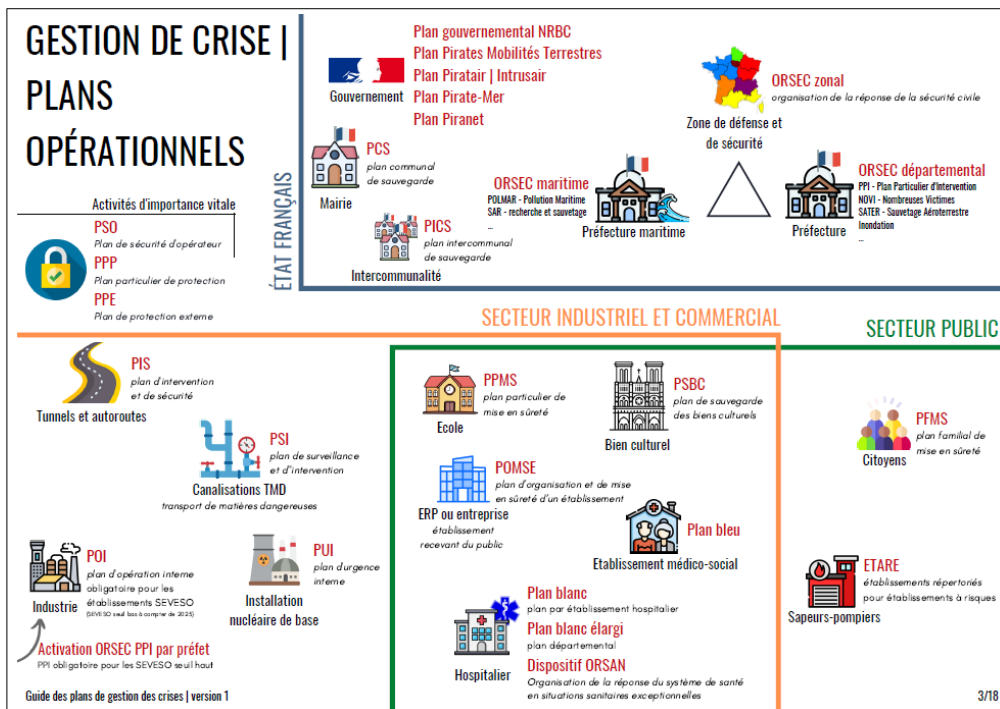 GESTION DE CRISE |
PLANS
OPÉRATIONNELS
Activités d'importance vitale
PSO
Plan de sécurité d'opérateur
PPP
Plan particulier de protection
PPE
Plan de protection externe
ÉTAT FRANÇAIS
Gouvernement
Plan gouvernemental NRBC
Plan Pirates Mobilités Terrestres
Plan Piratair | Intrusair
Plan Pirate-Mer
Plan Piranet
ORSEC zonal
organisation de la réponse de la sécurité civile
Zone de défense et
de sécurité
PCS
plan communal
de sauvegarde
Mairie
PICS
plan intercommunal
de sauvegarde
Intercommunalité
ORSEC maritime
POLMAR - Pollution Maritime
SAR - recherche et sauvetage
...
Préfecture maritime
ORSEC départemental
PPI - Plan Particulier d'Intervention
NOVI - Nombreuses Victimes
SATER - Sauvetage Aéroterrestre
Inondation
...
Préfecture
SECTEUR INDUSTRIEL ET COMMERCIAL
SECTEUR PUBLIC
PIS
plan d'intervention
et de sécurité
Tunnels et autoroutes
PSI
plan de surveillance
et d'intervention
Canalisations TMD
transport de matières dangereuses
POI
plan d'opération interne
obligatoire pour les
établissements SEVESO
(SEVESO seuil bas à compter de 2023)
Industrie
PUI
plan d'urgence
interne
Installation
nucléaire de base
Activation ORSEC PPI par préfet
PPI obligatoire pour les SEVESO seuil haut
PPMS
plan particulier de
mise en sûreté
Ecole
PSBC
plan de sauvegarde
des biens culturels
Bien culturel
POMSE
plan d'organisation et de mise
en sûreté d'un établissement
ERP ou entreprise
établissement
recevant du public
Plan bleu
Etablissement médico-social
Plan blanc
plan par établissement hospitalier
Plan blanc élargi
plan départemental
Dispositif ORSAN
Organisation de la réponse du système de santé
en situations sanitaires exceptionnelles
Hospitalier
PFMS
plan familial de
mise en sûreté
Citoyens
ETARE
établissements répertoriés
pour établissements à risques
Sapeurs-pompiers
Guide des plans de gestion des crises | version 1
3/18